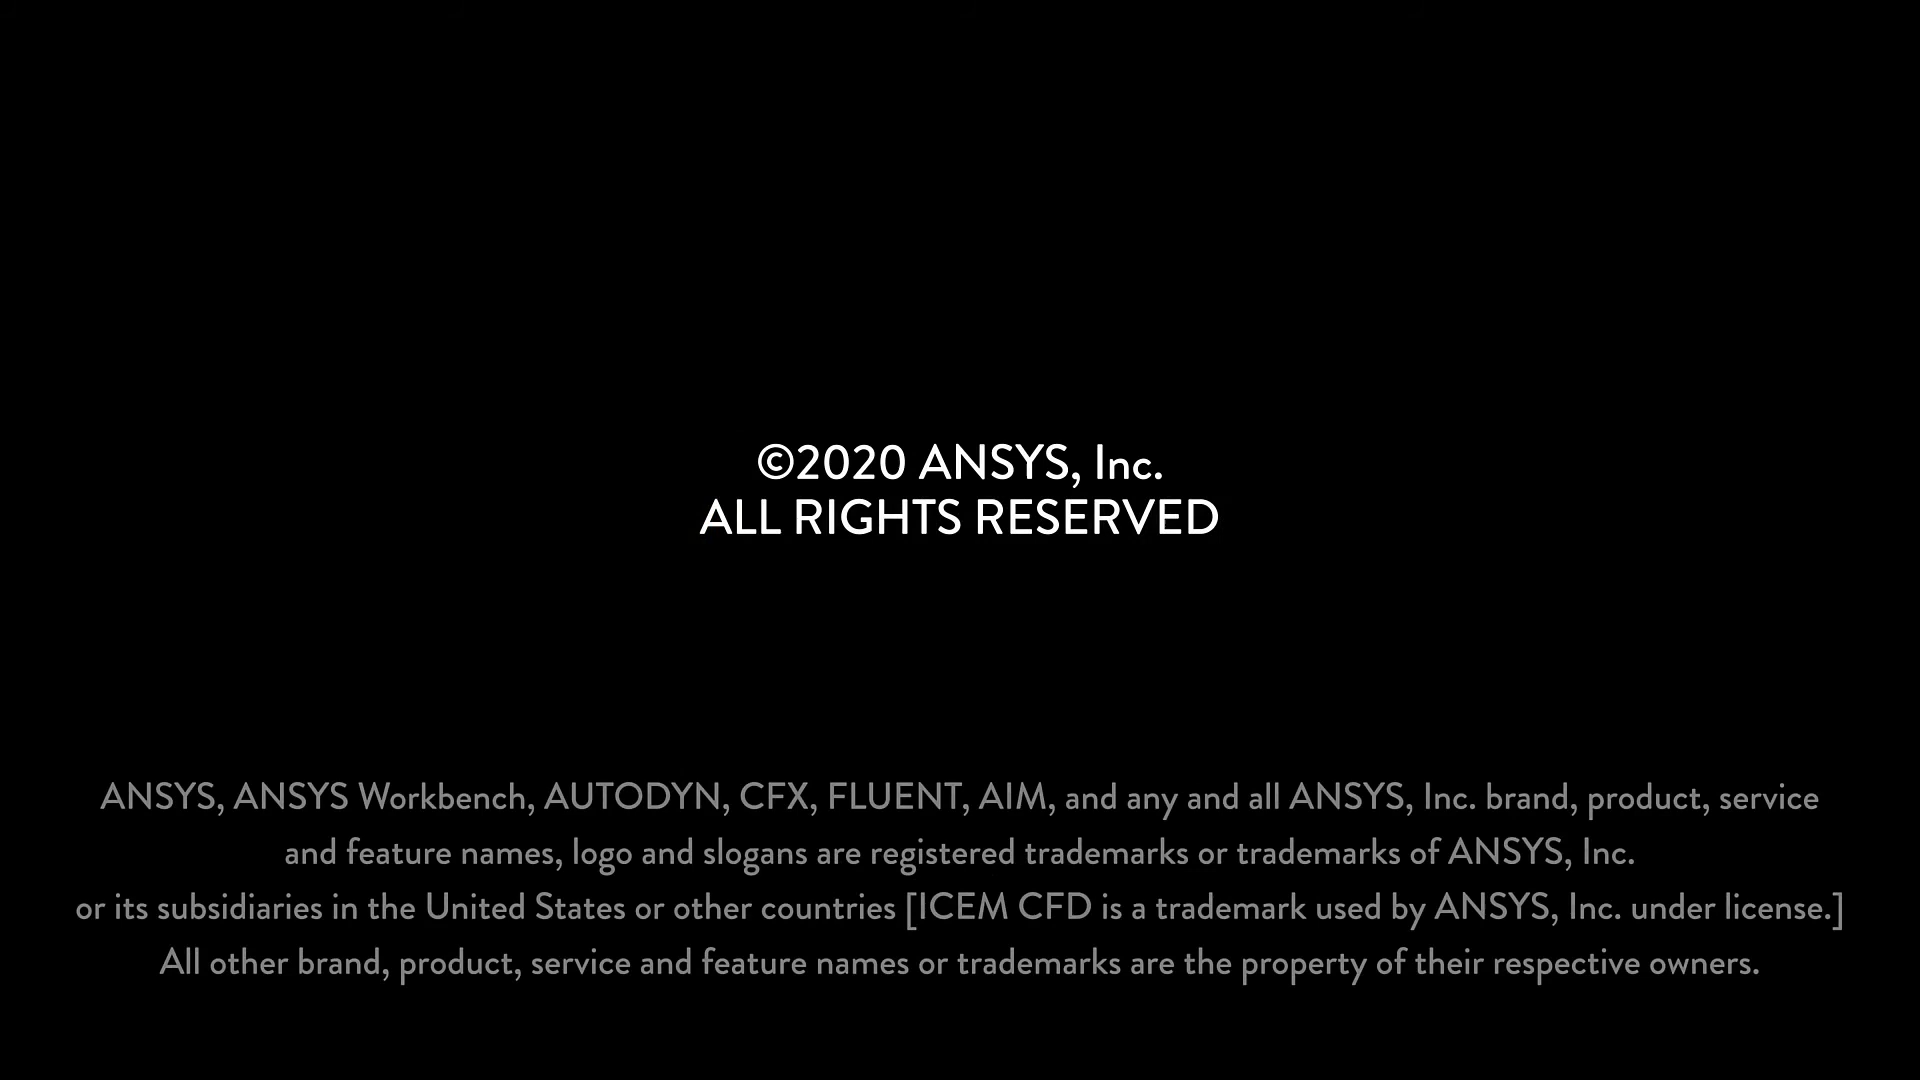 ©2020 ANSYS, Inc.
ALL RIGHTS RESERVED
ANSYS, ANSYS Workbench, AUTODYN, CFX, FLUENT, AIM, and any and all ANSYS, Inc. brand, product, service
and feature names, logo and slogans are registered trademarks or trademarks of ANSYS, Inc.
or its subsidiaries in the United States or other countries [ICEM CFD is a trademark used by ANSYS, Inc. under license.]
All other brand, product, service and feature names or trademarks are the property of their respective owners.